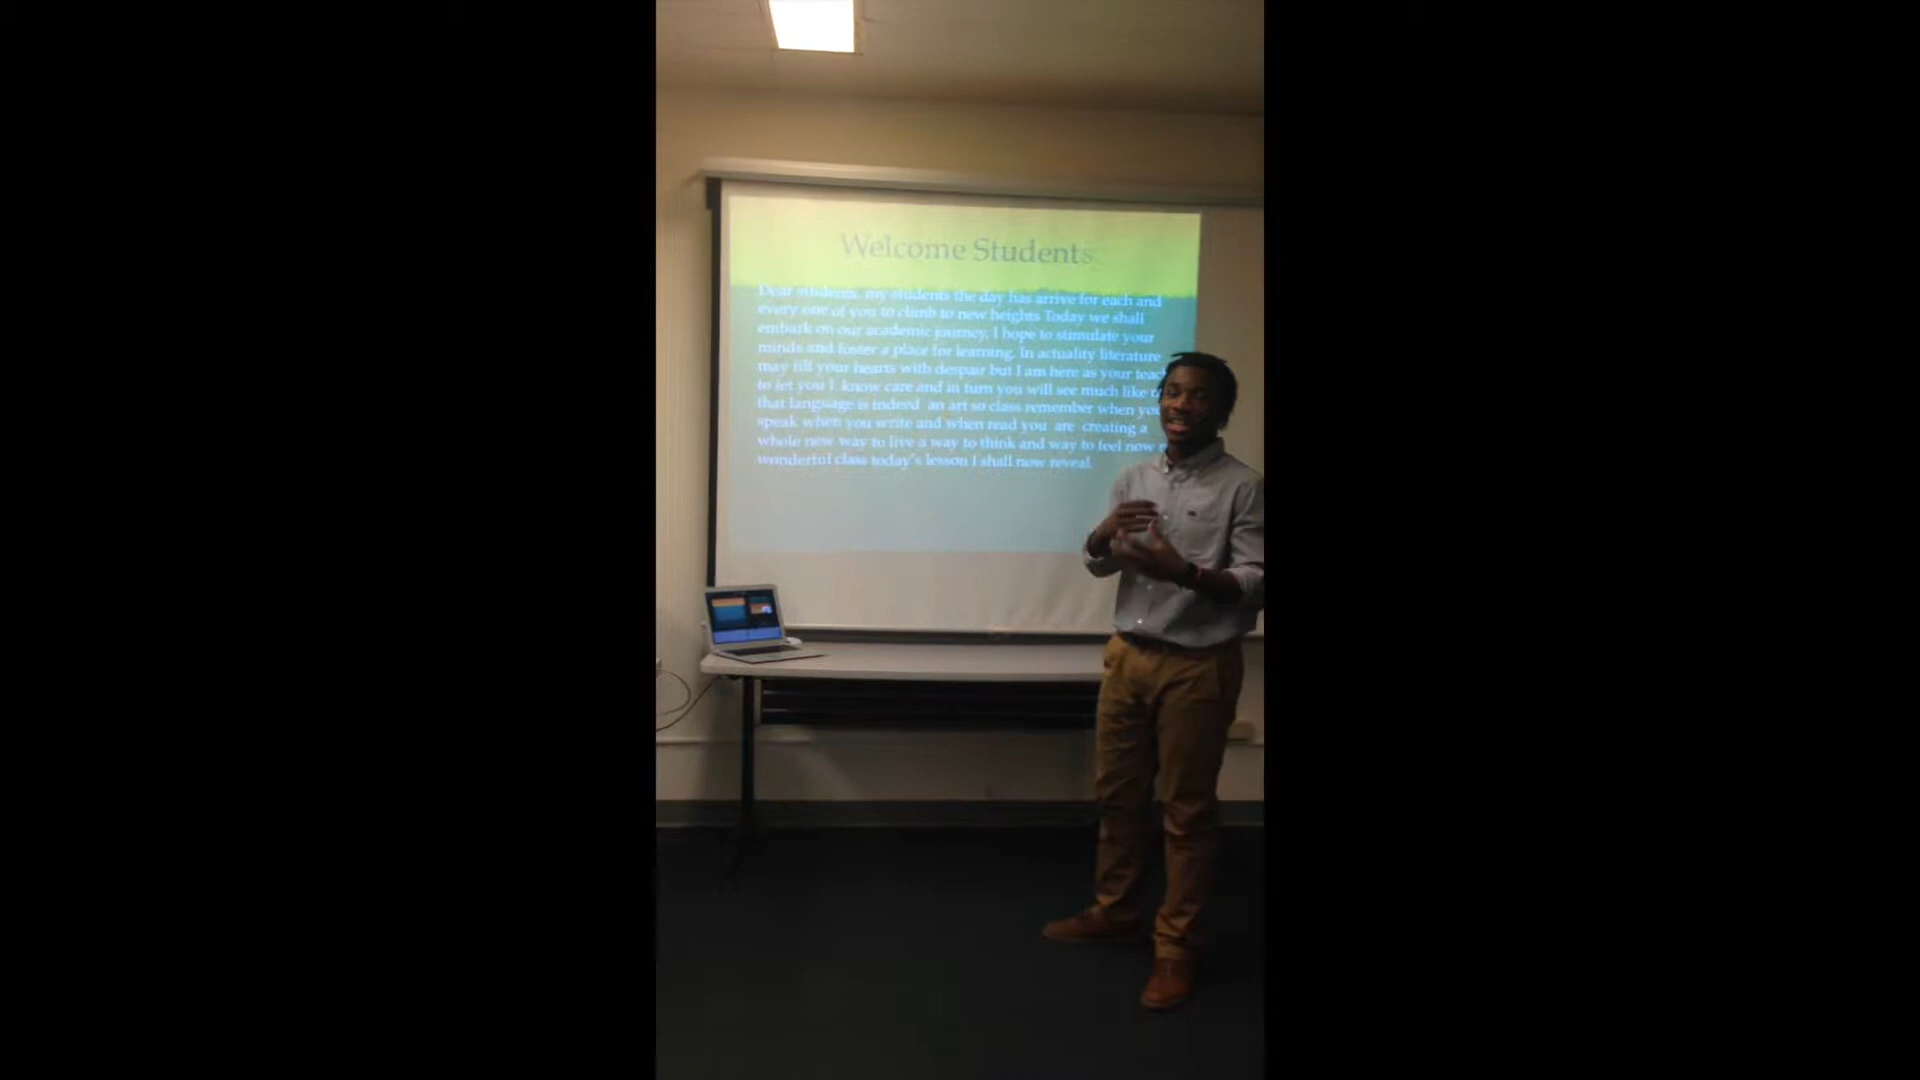 Welcome Students
Dear students, my students the day has arrive for each and
every one of you to climb to new heights Today we shall
embark on our academic journey, I hope to stimulate your
minds and foster a place for learning. In actuality literature
may fill your hearts with despair but I am here as your teac
to let you I know care and in turn you will see much like
that language is indeed an art so class remember when you
speak when you write and when read you are creating a
whole new way to live a way to think and way to feel now
wonderful class today's lesson I shall now reveal.